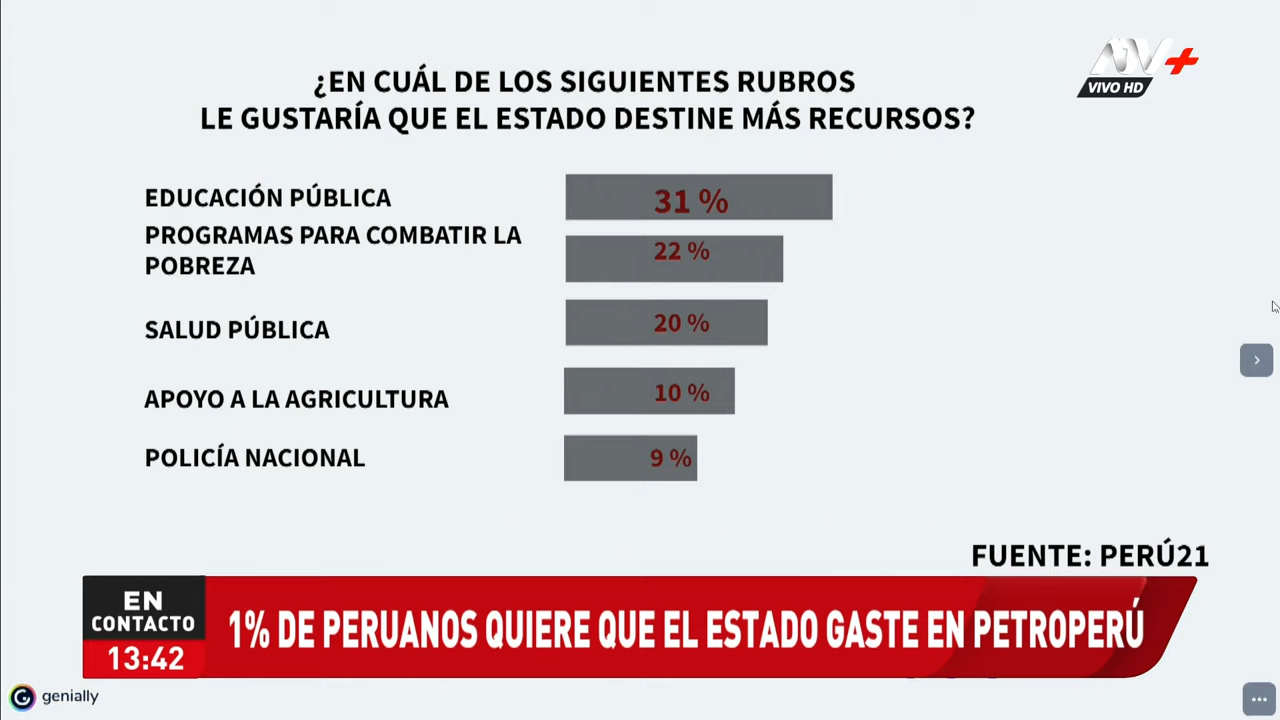 ¿EN CUÁL DE LOS SIGUIENTES RUBROS
LE GUSTARÍA QUE EL ESTADO DESTINE MÁS RECURSOS?
ATV+
VIVO HD
EDUCACIÓN PÚBLICA 31 %
PROGRAMAS PARA COMBATIR LA
POBREZA 22 %
SALUD PÚBLICA 20 %
APOYO A LA AGRICULTURA 10 %
POLICÍA NACIONAL 9 %
FUENTE: PERÚ21
EN
CONTACTO
13:42
1% DE PERUANOS QUIERE QUE EL ESTADO GASTE EN PETROPERÚ
genially